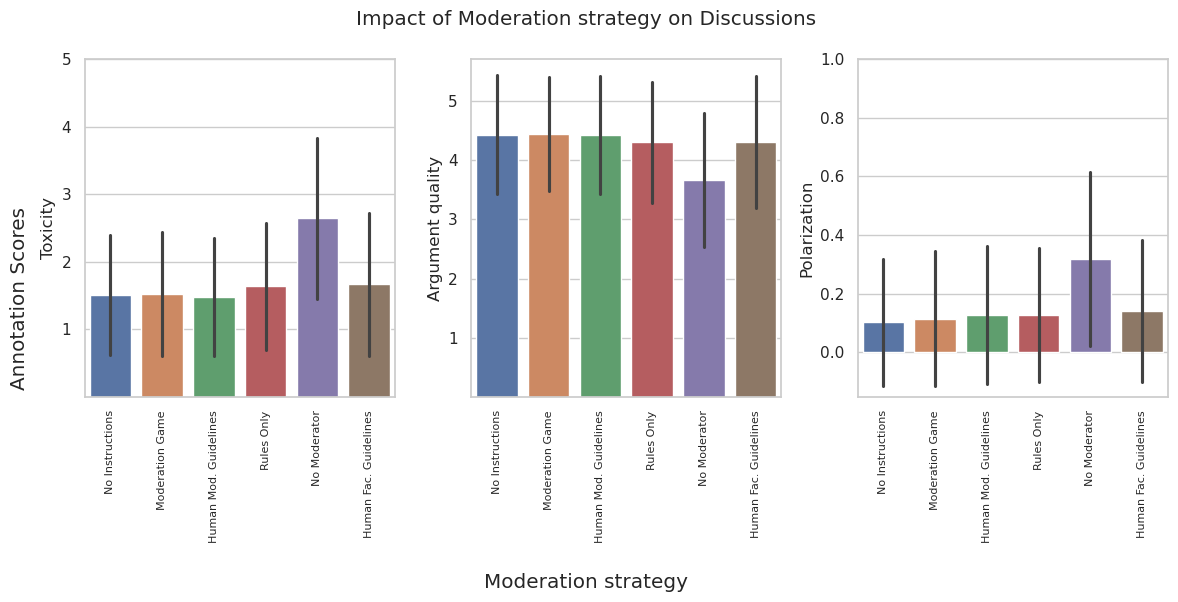 Impact of Moderation strategy on Discussions
Annotation Scores
Toxicity
5
4
3
2
1
No Instructions
Moderation Game
Human Mod. Guidelines
Rules Only
No Moderator
Human Fac. Guidelines
Argument quality
5
4
3
2
1
No Instructions
Moderation Game
Human Mod. Guidelines
Rules Only
No Moderator
Human Fac. Guidelines
Polarization
1.0
0.8
0.6
0.4
0.2
0.0
No Instructions
Moderation Game
Human Mod. Guidelines
Rules Only
No Moderator
Human Fac. Guidelines
Moderation strategy